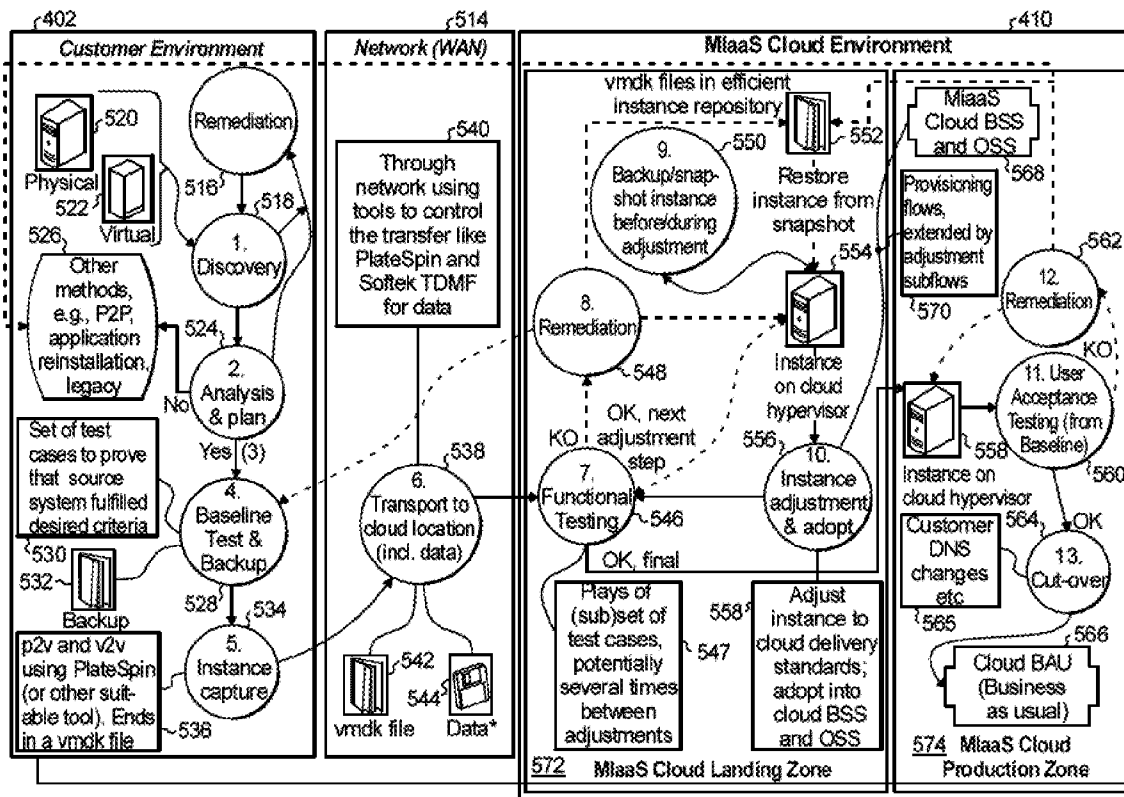 402
514
410
Customer Environment
Network (WAN)
MIaaS Cloud Environment
520
Physical
522
Virtual
Remediation
516
518
1.
Discovery
526
Other
methods,
e.g., P2P,
application
reinstallation,
legacy
524
2.
Analysis
& plan
No
Yes (3)
Set of test
cases to prove
that source
system fulfilled
desired criteria
530
532
Backup
4.
Baseline
Test &
Backup
528
534
5.
Instance
capture
p2v and v2v
using PlateSpin
(or other suit-
able tool). Ends
in a vmdk file
536
540
Through
network using
tools to control
the transfer like
PlateSpin and
Softek TDMF
for data
538
6.
Transport to
cloud location
(incl. data)
542
vmdk file
544
Data*
vmdk files in efficient
instance repository
552
550
9.
Backup/snap-
shot instance
before/during
adjustment
Restore
instance from
snapshot
554
8.
Remediation
548
Instance
on cloud
hypervisor
KO
OK, next
adjustment
step
7.
Functional
Testing
546
556
10.
Instance
adjustment
& adopt
OK, final
Plays of
(sub)set of
test cases,
potentially
several times
between
adjustments
547
558
Adjust
instance to
cloud delivery
standards;
adopt into
cloud BSS
and OSS
572
MIaaS Cloud Landing Zone
MiaaS
Cloud BSS
and OSS
568
Provisioning
flows,
extended by
adjustment
subflows
570
562
12.
Remediation
KO
11. User
Acceptance
Testing (from
Baseline)
560
558
Instance on
cloud hypervisor
564
OK
Customer
DNS
changes
etc
565
13.
Cut-over
566
Cloud BAU
(Business
as usual)
574
MIaaS Cloud
Production Zone